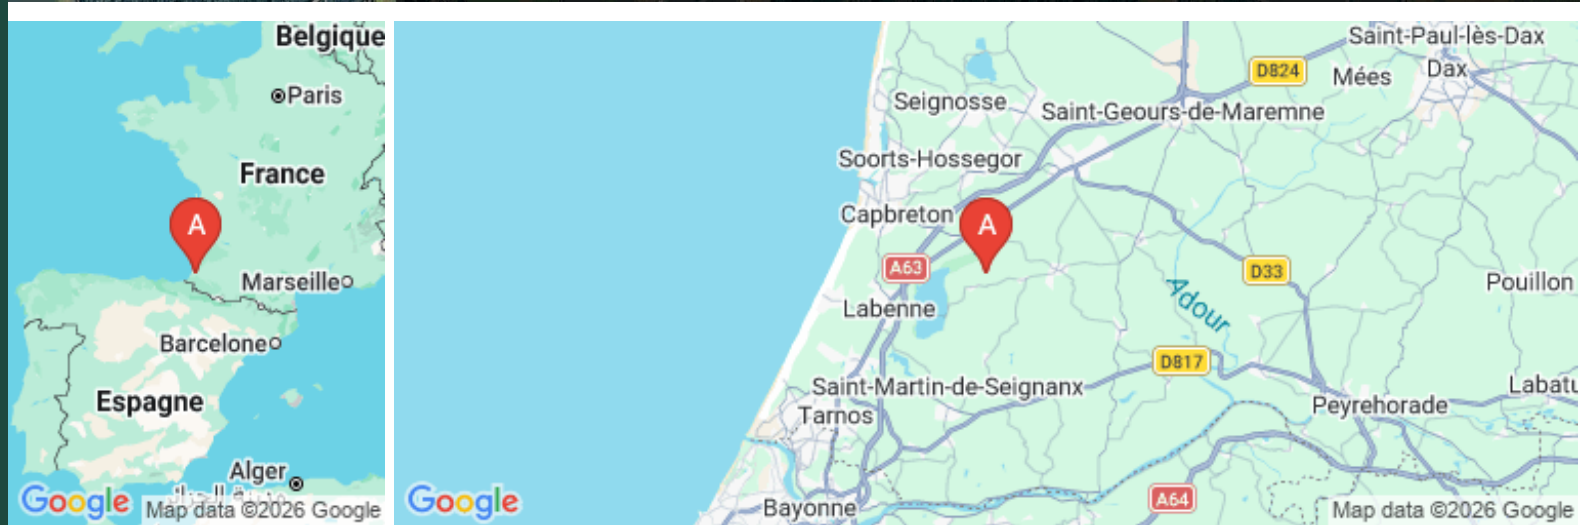 Belgique
Paris
France
A
Marseille
Barcelone
Espagne
Alger
Google
Map data ©2026 Google
Saint-Paul-lès-Dax
D824
Mées
Dax
Seignosse
Saint-Geours-de-Maremne
Soorts-Hossegor
Capbreton
A
A63
D33
Adour
Pouillon
Labenne
D817
Saint-Martin-de-Seignanx
Labatu
Tarnos
Peyrehorade
A64
Bayonne
Google
Map data ©2026 Google